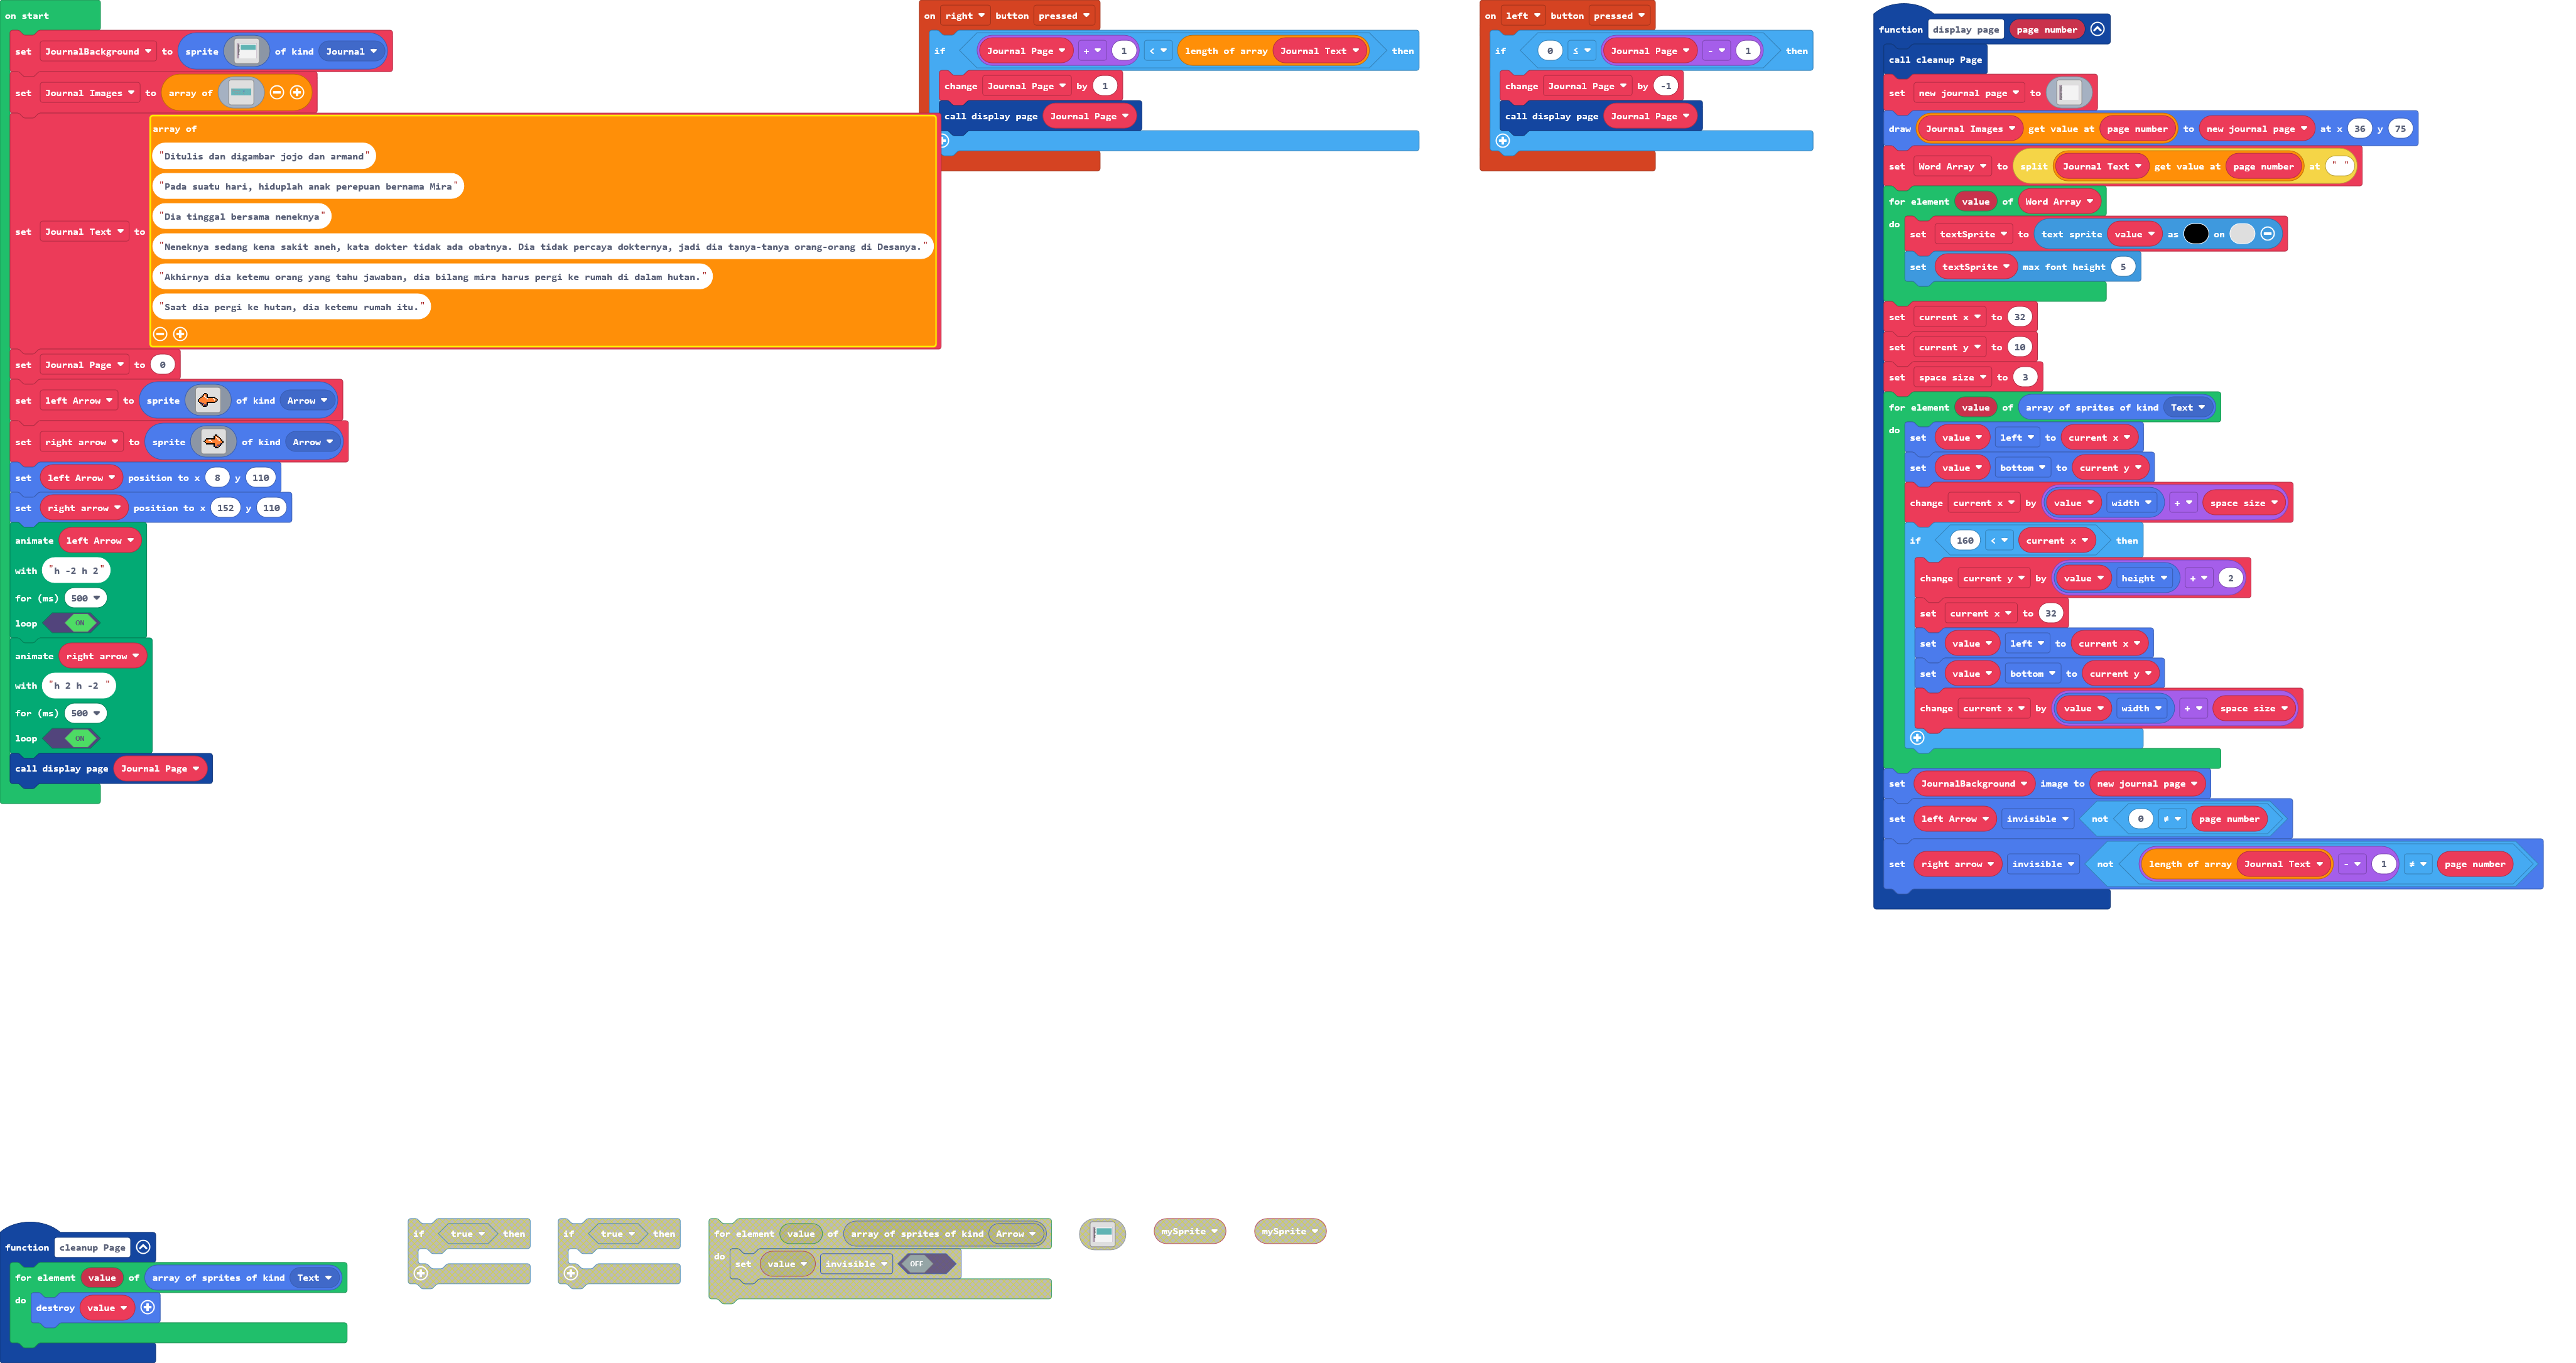 on start
set JournalBackground to sprite of kind Journal
set Journal Images to array of
set Journal Text to array of
"Ditulis dan digambar jojo dan armand"
"Pada suatu hari, hiduplah anak perepuan bernama Mira"
"Dia tinggal bersama neneknya"
"Neneknya sedang kena sakit aneh, kata dokter tidak ada obatnya. Dia tidak percaya dokternya, jadi dia tanya-tanya orang-orang di Desanya."
"Akhirnya dia ketemu orang yang tahu jawaban, dia bilang mira harus pergi ke rumah di dalam hutan."
"Saat dia pergi ke hutan, dia ketemu rumah itu."
set Journal Page to 0
set left Arrow to sprite of kind Arrow
set right arrow to sprite of kind Arrow
set left Arrow position to x 8 y 110
set right arrow position to x 152 y 110
animate left Arrow
with "h -2 h 2"
for (ms) 500
loop ON
animate right arrow
with "h 2 h -2 "
for (ms) 500
loop ON
call display page Journal Page
on right button pressed
if Journal Page + 1 < length of array Journal Text then
change Journal Page by 1
call display page Journal Page
on left button pressed
if 0 ≤ Journal Page - 1 then
change Journal Page by -1
call display page Journal Page
function display page page number
call cleanup Page
set new journal page to
draw Journal Images get value at page number to new journal page at x 36 y 75
set Word Array to split Journal Text get value at page number at " "
for element value of Word Array
do set textSprite to text sprite value as on
set textSprite max font height 5
set current x to 32
set current y to 10
set space size to 3
for element value of array of sprites of kind Text
do set value left to current x
set value bottom to current y
change current x by value width + space size
if 160 < current x then
change current y by value height + 2
set current x to 32
set value left to current x
set value bottom to current y
change current x by value width + space size
set JournalBackground image to new journal page
set left Arrow invisible not 0 ≠ page number
set right arrow invisible not length of array Journal Text - 1 ≠ page number
function cleanup Page
for element value of array of sprites of kind Text
do destroy value
if true then
if true then
for element value of array of sprites of kind Arrow
do set value invisible OFF
mySprite
mySprite